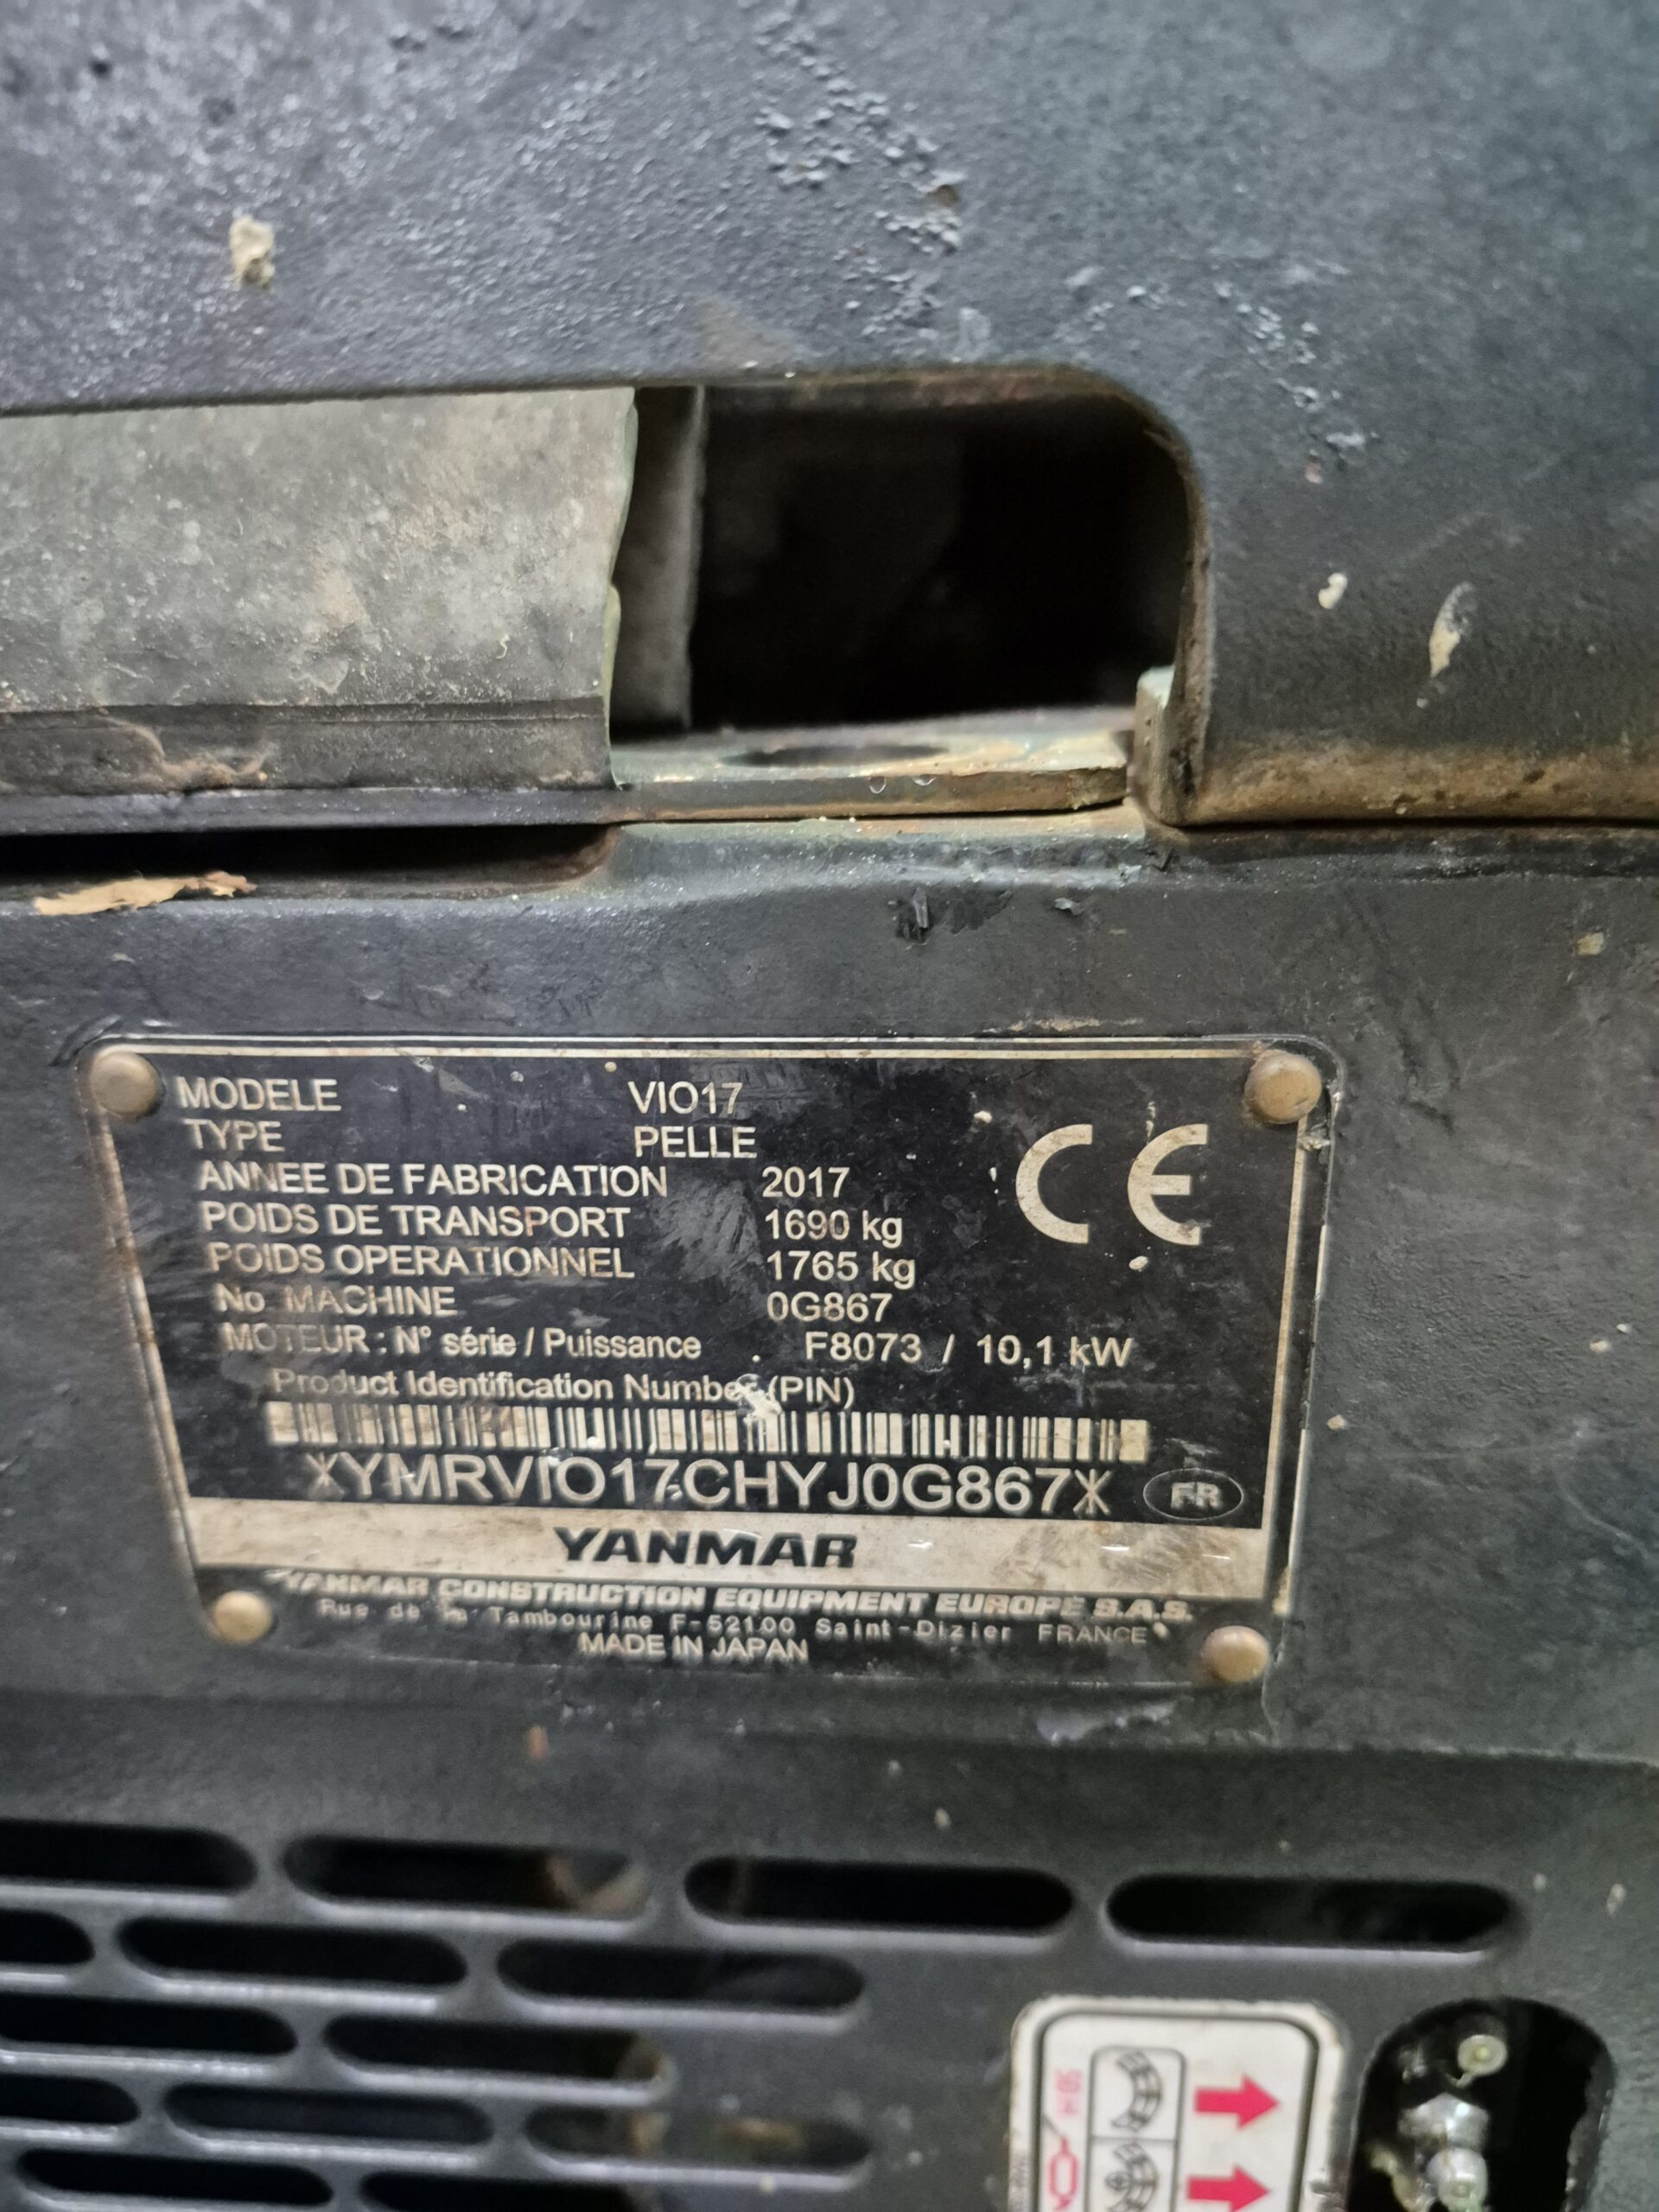 MODELE VIO17
TYPE PELLE
ANNEE DE FABRICATION 2017
POIDS DE TRANSPORT 1690 kg
POIDS OPERATIONNEL 1765 kg
No MACHINE 0G867
MOTEUR : N° série / Puissance F8073 / 10,1 kW
Product Identification Number (PIN)
*YMRVIO17CHYJ0G867*
FR
CE
YANMAR
YANMAR CONSTRUCTION EQUIPMENT EUROPE S.A.S.
Rue de la Tambourine F-52100 Saint-Dizier FRANCE
MADE IN JAPAN